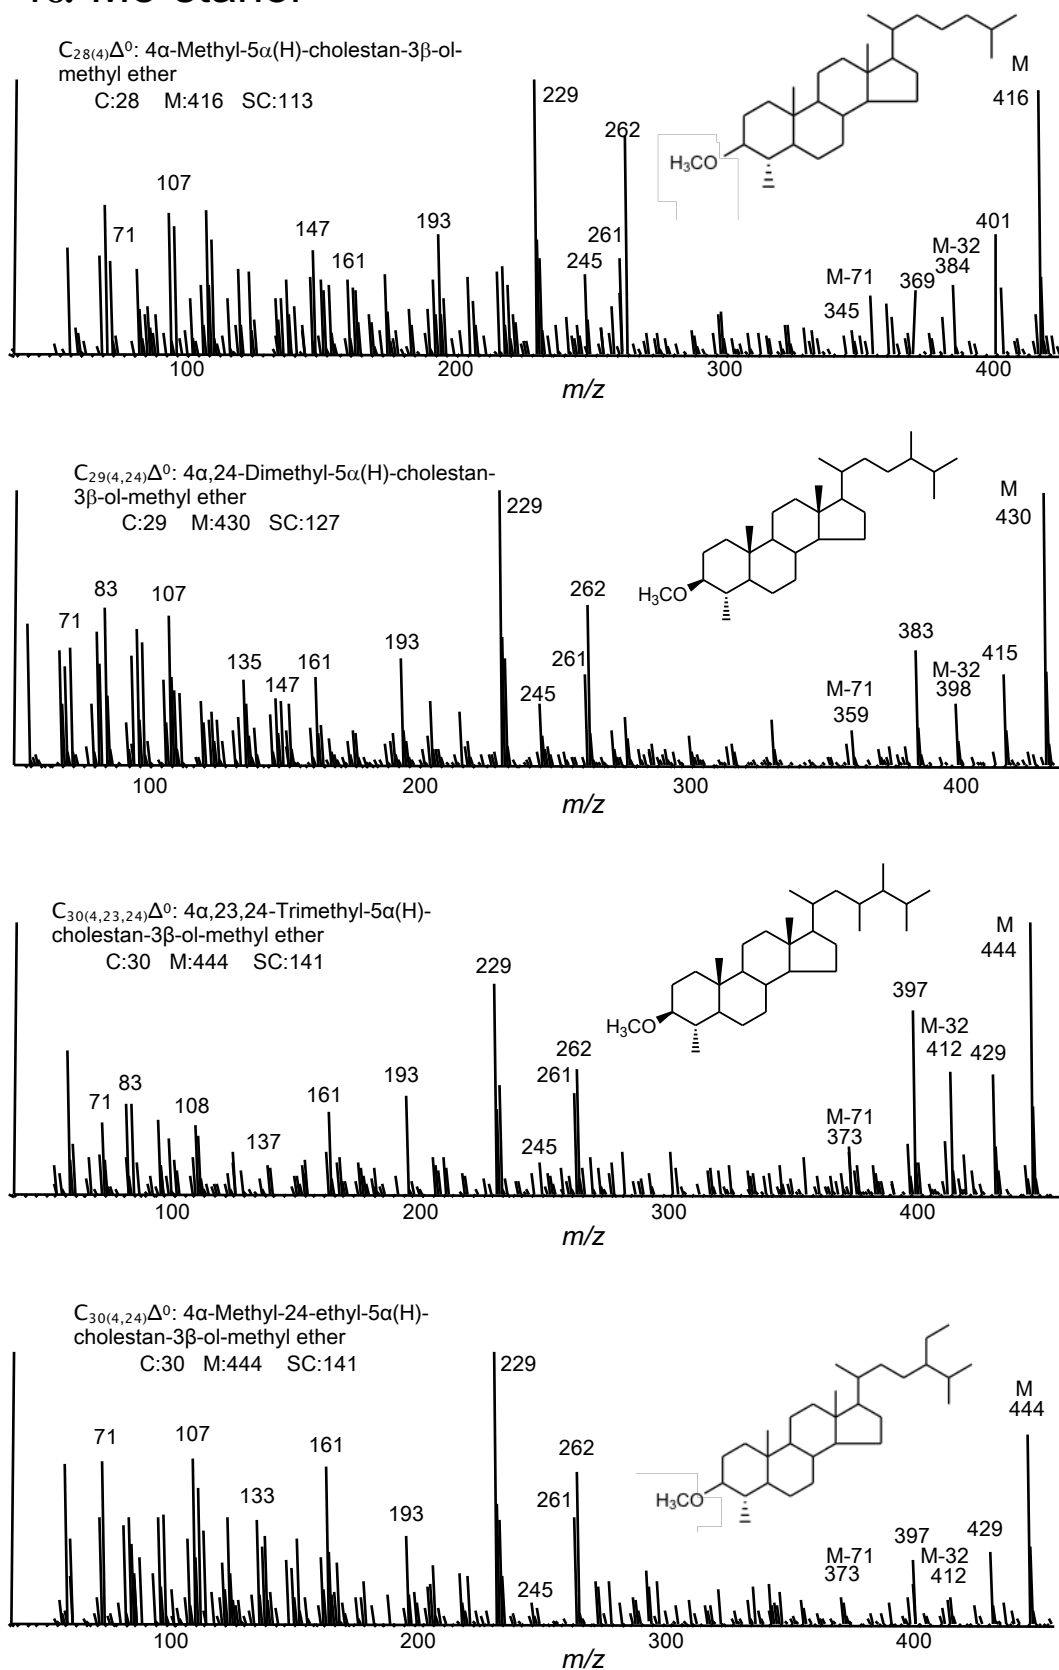 Me-stanol
C28(4)Δ0: 4α-Methyl-5α(H)-cholestan-3β-ol-
methyl ether
C:28 M:416 SC:113
229
262
M
416
H3CO
107
71
147
161
193
245
261
M-71
345
369
M-32
384
401
100
200
300
400
m/z
C29(4,24)Δ0: 4α,24-Dimethyl-5α(H)-cholestan-
3β-ol-methyl ether
C:29 M:430 SC:127
229
M
430
H3CO
71
83
107
135
147
161
193
245
261
262
M-71
359
383
M-32
398
415
100
200
300
400
m/z
C30(4,23,24)Δ0: 4α,23,24-Trimethyl-5α(H)-
cholestan-3β-ol-methyl ether
C:30 M:444 SC:141
229
M
444
H3CO
71
83
108
137
161
193
245
261
262
M-71
373
397
M-32
412
429
100
200
300
400
m/z
C30(4,24)Δ0: 4α-Methyl-24-ethyl-5α(H)-
cholestan-3β-ol-methyl ether
C:30 M:444 SC:141
229
M
444
H3CO
71
107
133
161
193
245
261
262
M-71
373
397
M-32
412
429
100
200
300
400
m/z